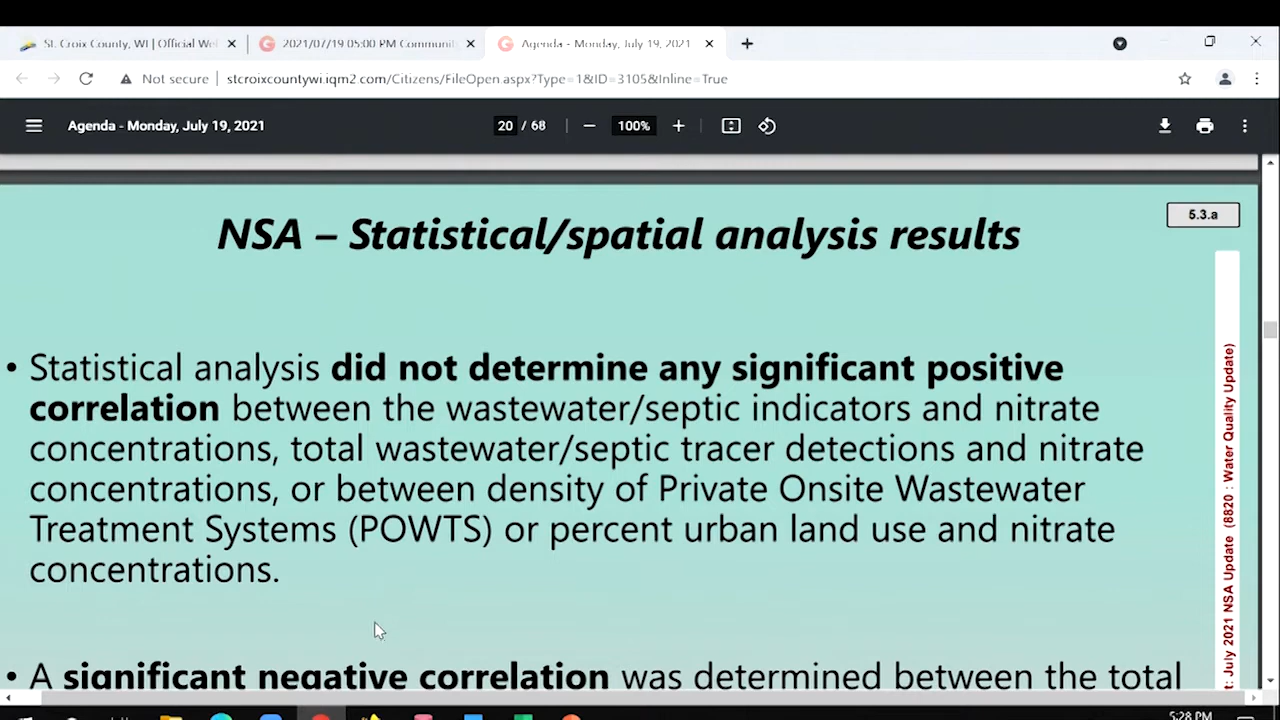 St. Croix County, WI | Official We
2021/07/19 05:00 PM Communit
Agenda - Monday, July 19, 2021
Not secure
stcroixcountywi.iqm2.com/Citizens/FileOpen.aspx?Type=1&ID=3105&Inline=True
Agenda - Monday, July 19, 2021
20 / 68
100%
5.3.a
NSA – Statistical/spatial analysis results
• Statistical analysis did not determine any significant positive
correlation between the wastewater/septic indicators and nitrate
concentrations, total wastewater/septic tracer detections and nitrate
concentrations, or between density of Private Onsite Wastewater
Treatment Systems (POWTS) or percent urban land use and nitrate
concentrations.
• A significant negative correlation was determined between the total
t: July 2021 NSA Update (8820 : Water Quality Update)
5:28 PM